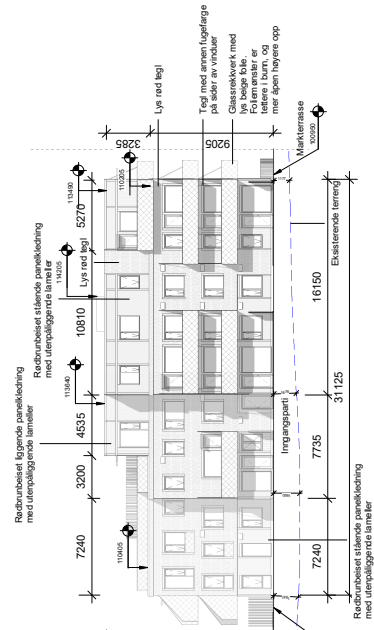 Rødbrunbeiset liggende panelkledning
med utenpåliggende lameller
Rødbrunbeiset stående panelkledning
med utenpåliggende lameller
113640
114205
113490
7240
3200
4535
10810
5270
Lys rød tegl
110405
110205
3285
9205
Lys rød tegl
Tegl med annen fugefarge
på sider av vinduer
Glassrekkverk med
lys beige folie.
Foliemønster er
tettere i bunn, og
mer åpen høyere opp
Markterrasse
100950
Inngangsparti
Eksisterende terreng
7240
7735
16150
31125
Rødbrunbeiset stående panelkledning
med utenpåliggende lameller